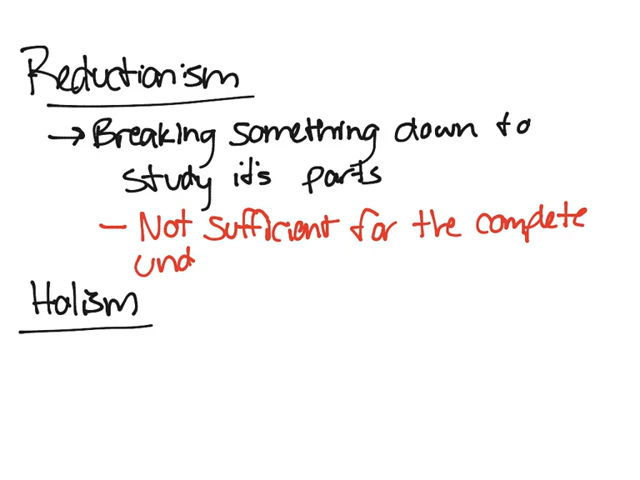 Reductionism
→ Breaking something down to
study it's parts
- Not sufficient for the complete
und
Holism